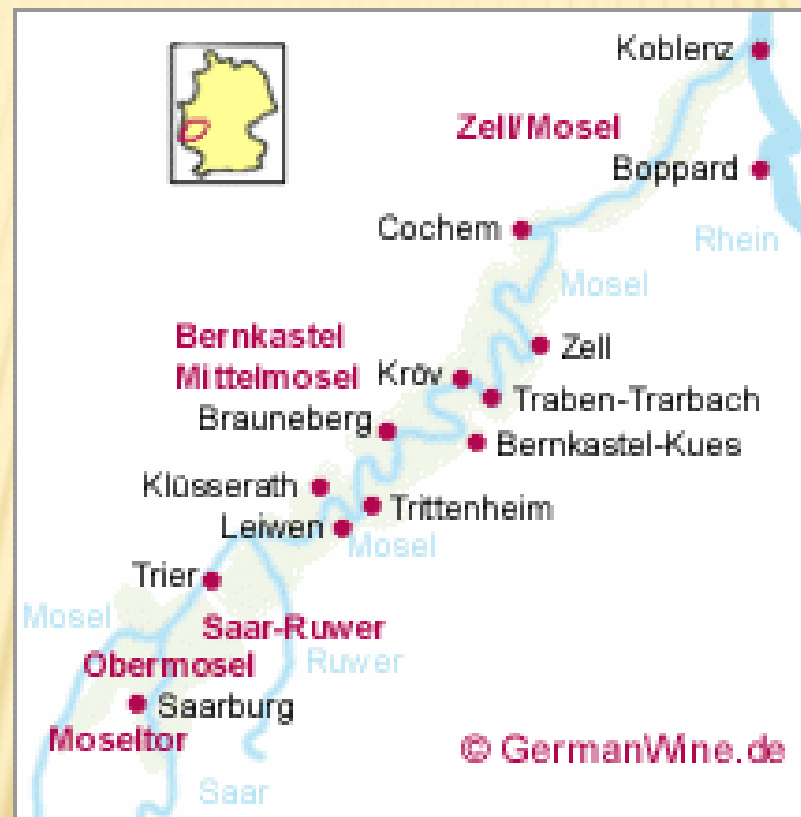 Koblenz
Zell/Mosel
Boppard
Cochem
Rhein
Mosel
Bernkastel
Mittelmosel
Zell
Kröv
Traben-Trarbach
Brauneberg
Bernkastel-Kues
Klüsserath
Trittenheim
Leiwen
Mosel
Trier
Mosel
Saar-Ruwer
Obermosel
Ruwer
Saarburg
Moseltor
© GermanWine.de
Saar